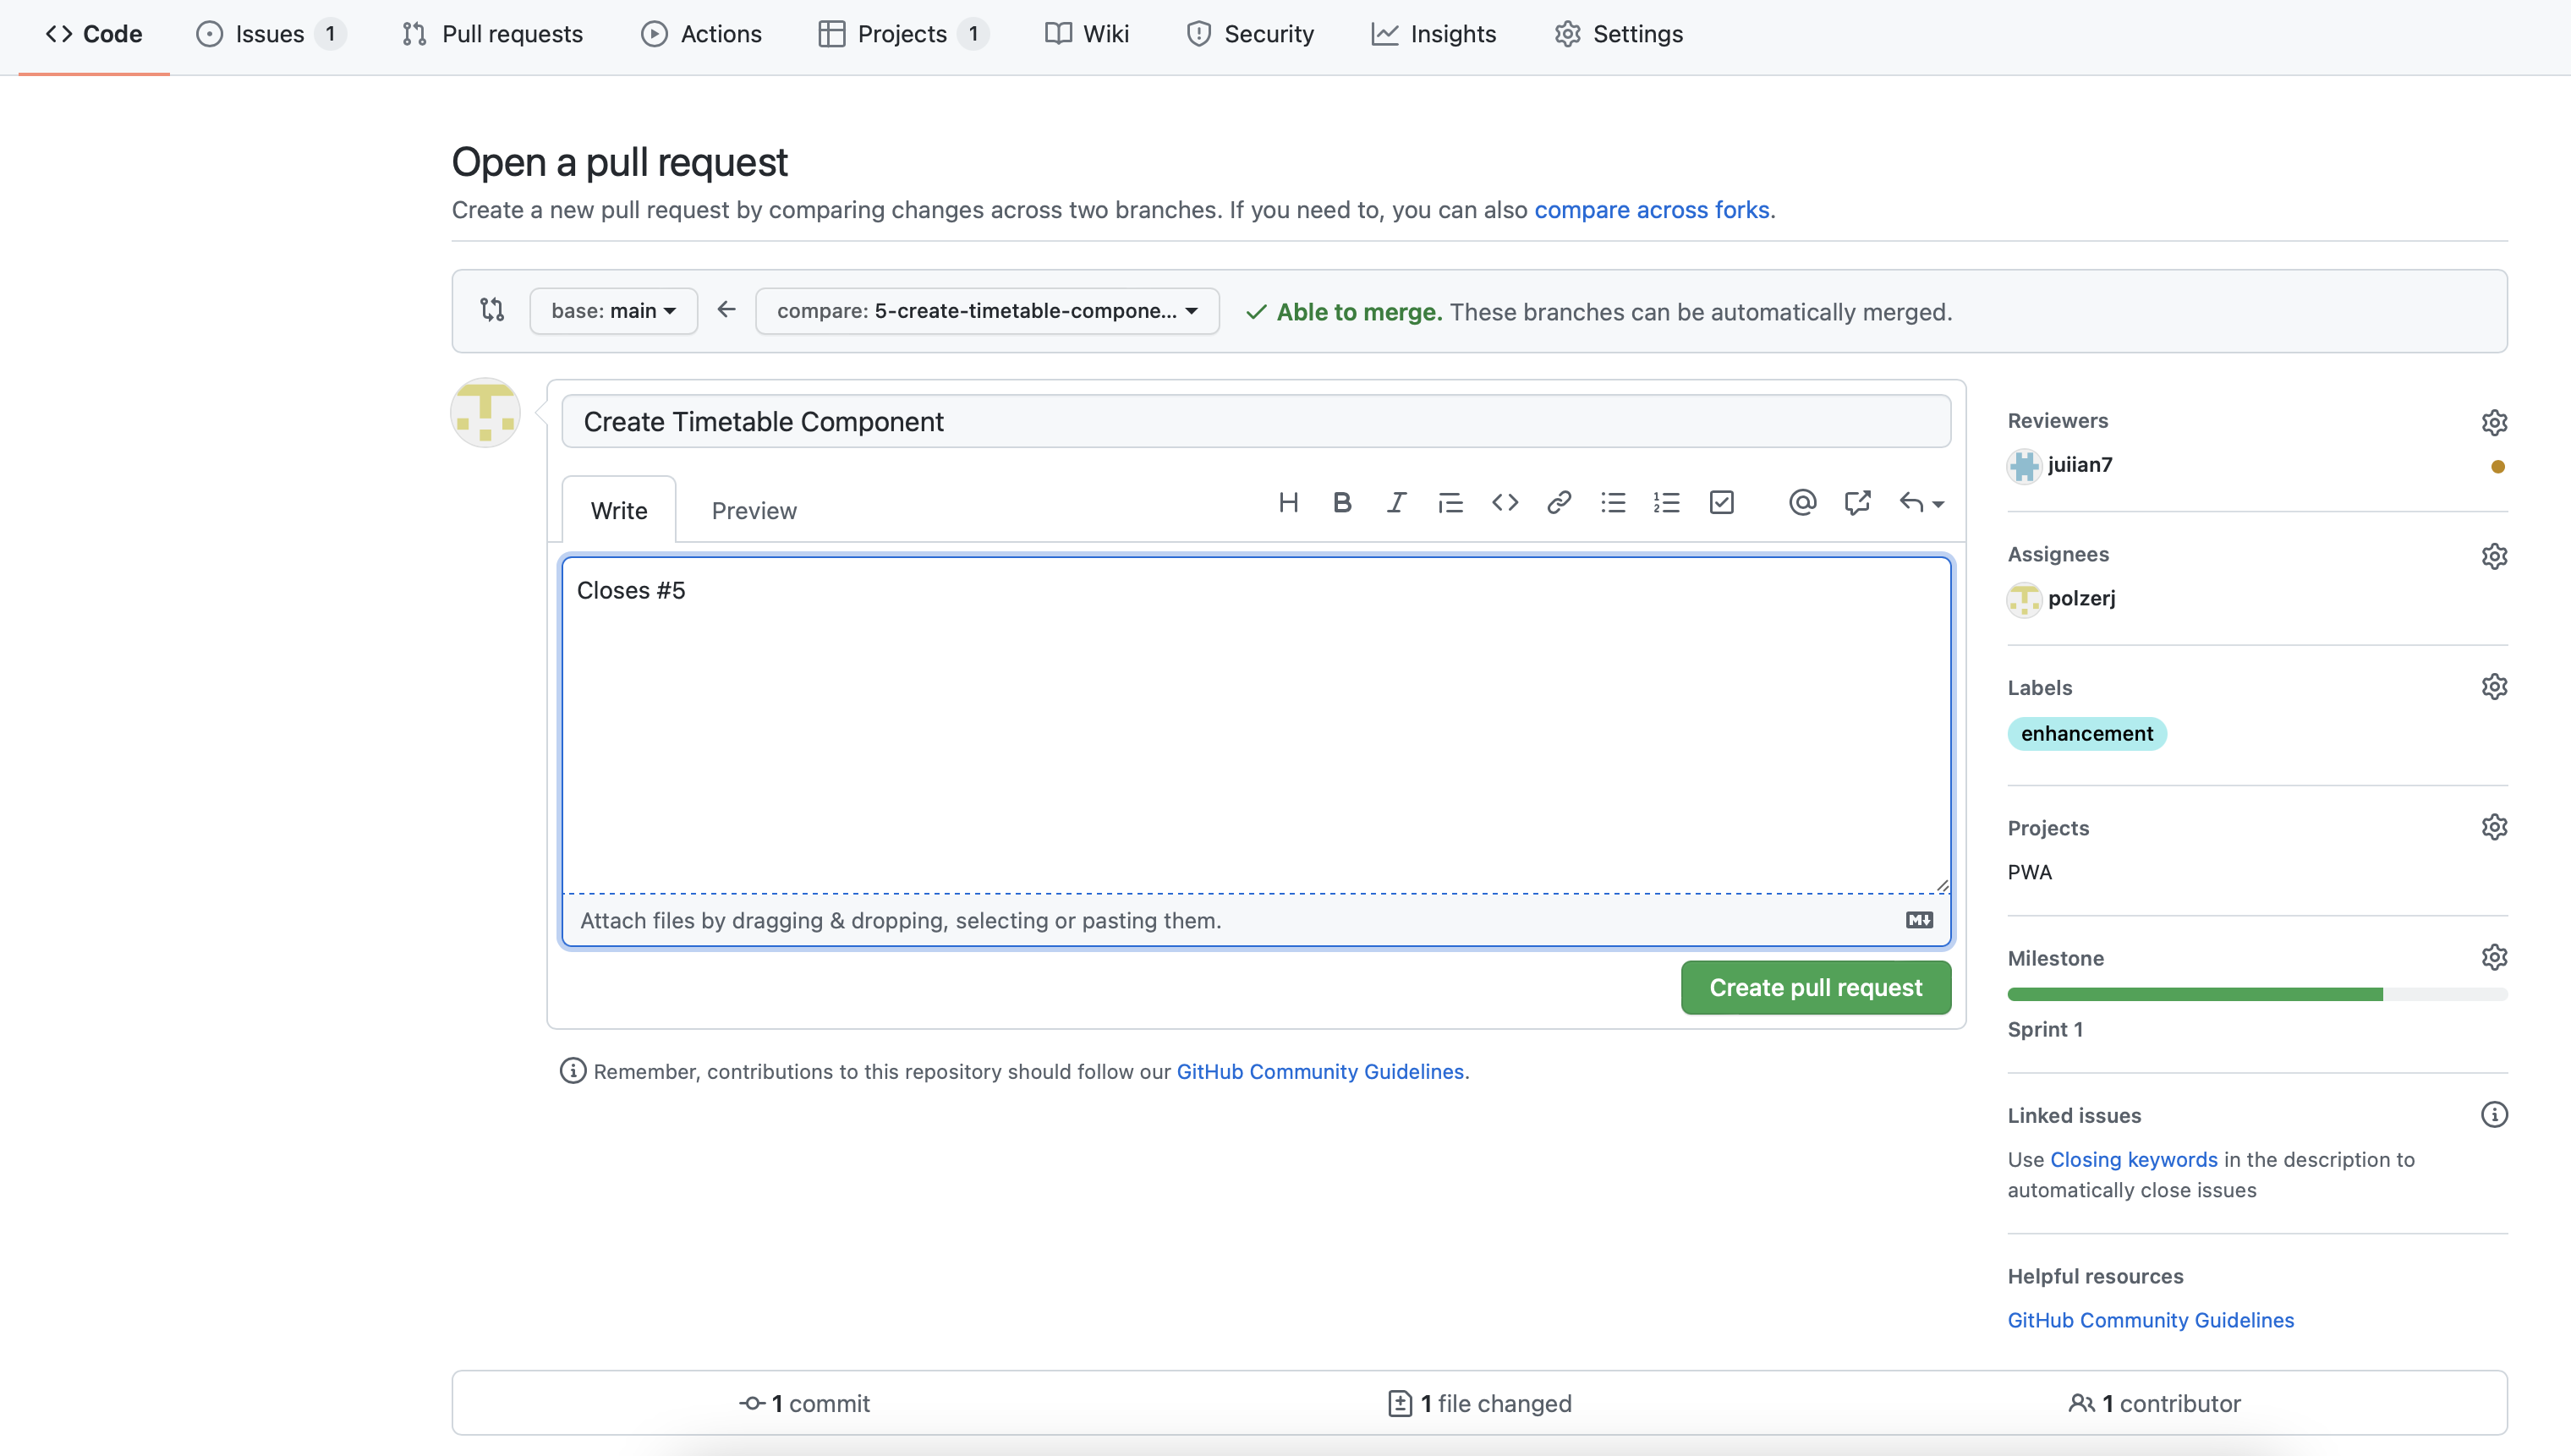 Code Issues 1 Pull requests Actions Projects 1 Wiki Security Insights Settings
Open a pull request
Create a new pull request by comparing changes across two branches. If you need to, you can also compare across forks.
base: main compare: 5-create-timetable-compone... Able to merge. These branches can be automatically merged.
Create Timetable Component
Write Preview
Closes #5
Attach files by dragging & dropping, selecting or pasting them.
Create pull request
Remember, contributions to this repository should follow our GitHub Community Guidelines.
Reviewers
juiian7
Assignees
polzerj
Labels
enhancement
Projects
PWA
Milestone
Sprint 1
Linked issues
Use Closing keywords in the description to
automatically close issues
Helpful resources
GitHub Community Guidelines
1 commit 1 file changed 1 contributor